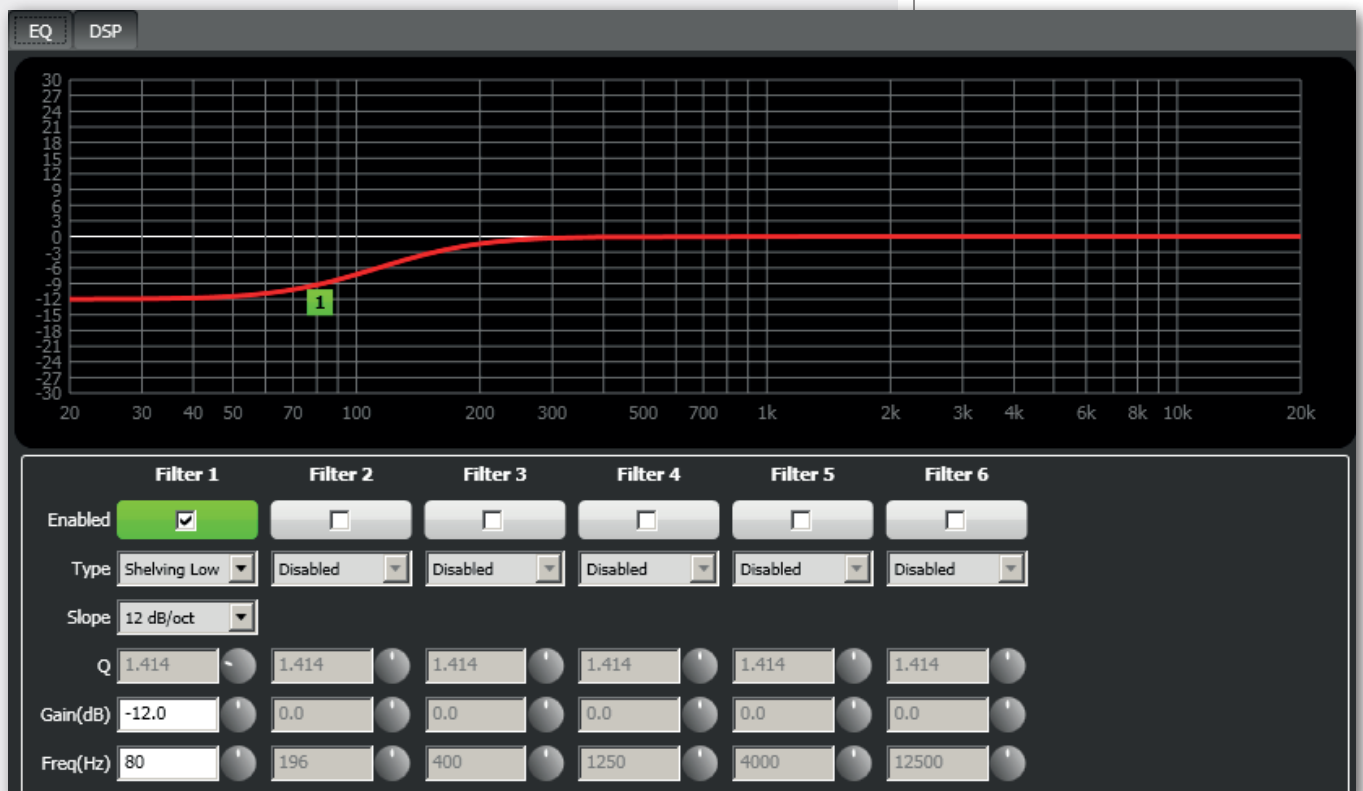 EQ DSP
30
27
24
21
18
15
12
9
6
3
0
-3
-6
-9
-12
-15
-18
-21
-24
-27
-30
1
20 30 40 50 70 100 200 300 500 700 1k 2k 3k 4k 6k 8k 10k 20k
Filter 1 Filter 2 Filter 3 Filter 4 Filter 5 Filter 6
Enabled
Type Shelving Low Disabled Disabled Disabled Disabled Disabled
Slope 12 dB/oct
Q 1.414 1.414 1.414 1.414 1.414 1.414
Gain(dB) -12.0 0.0 0.0 0.0 0.0 0.0
Freq(Hz) 80 196 400 1250 4000 12500